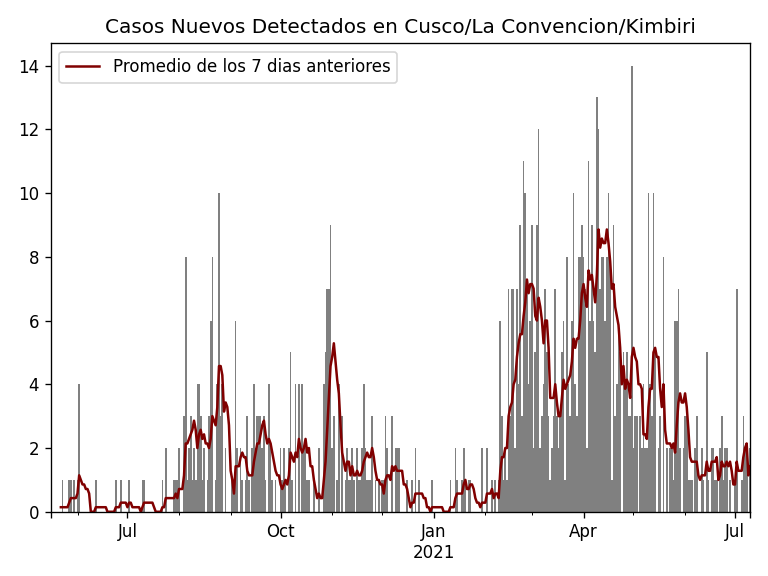 Casos Nuevos Detectados en Cusco/La Convencion/Kimbiri
Promedio de los 7 dias anteriores
14
12
10
8
6
4
2
0
Jul
Oct
Jan
2021
Apr
Jul